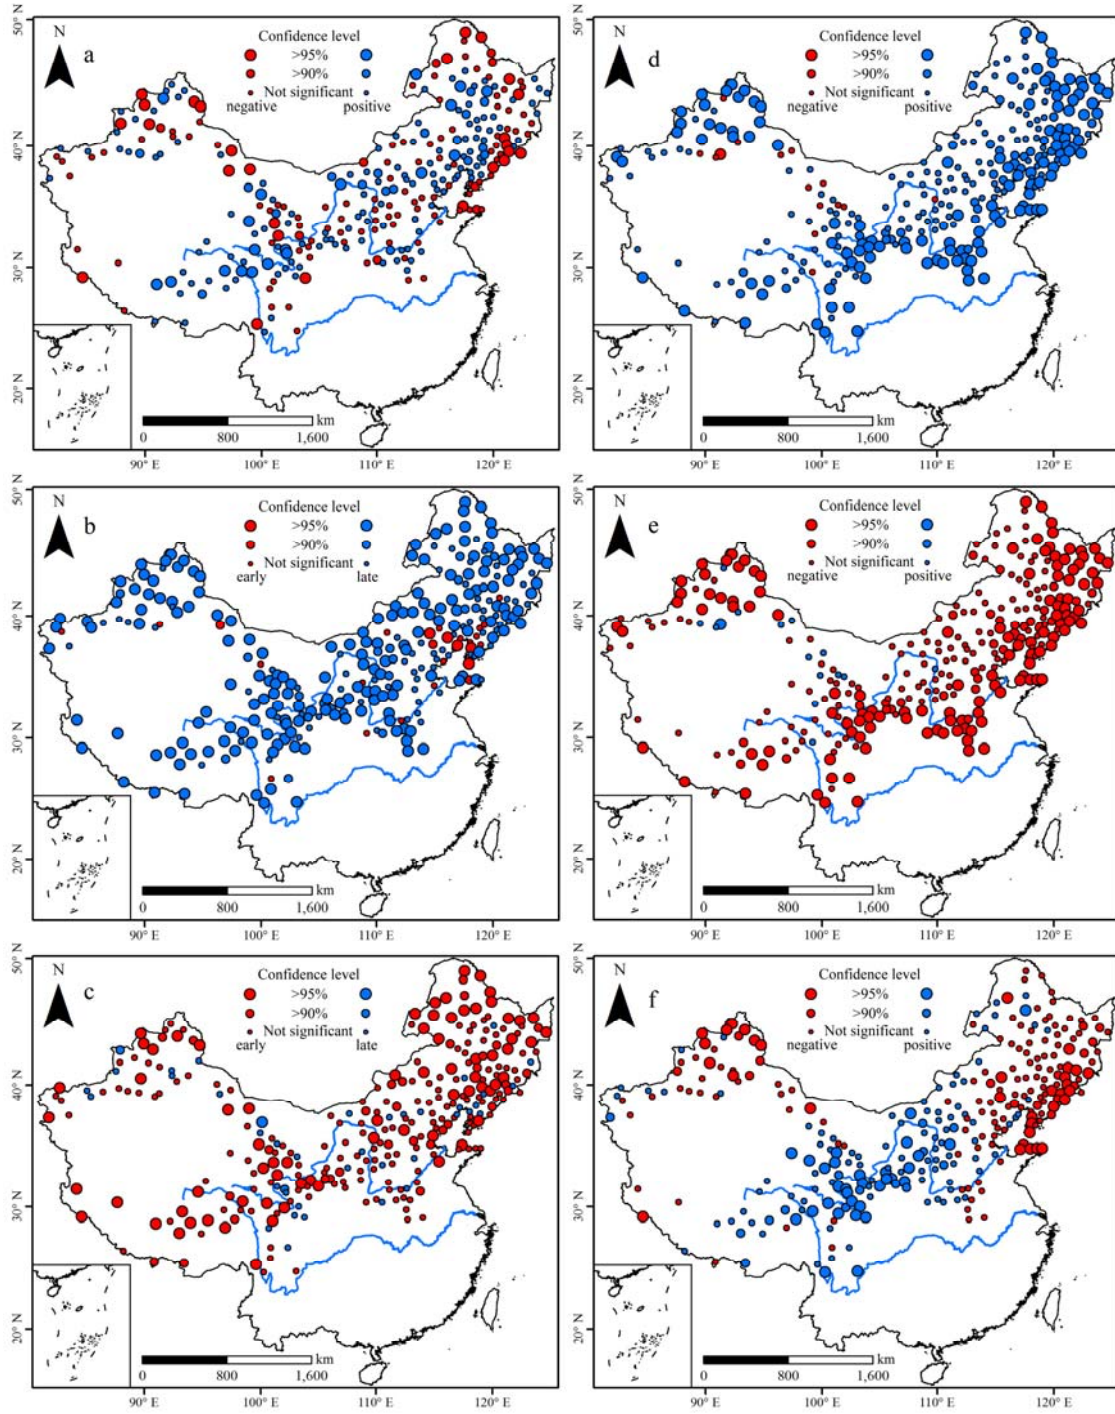 50° N
40° N
30° N
20° N
N
a
Confidence level
>95%
>90%
Not significant
negative
positive
km
0
800
1,600
90° E
100° E
110° E
120° E
50° N
40° N
30° N
20° N
N
d
Confidence level
>95%
>90%
Not significant
negative
positive
km
0
800
1,600
90° E
100° E
110° E
120° E
50° N
40° N
30° N
20° N
N
b
Confidence level
>95%
>90%
Not significant
early
late
km
0
800
1,600
90° E
100° E
110° E
120° E
50° N
40° N
30° N
20° N
N
e
Confidence level
>95%
>90%
Not significant
negative
positive
km
0
800
1,600
90° E
100° E
110° E
120° E
50° N
40° N
30° N
20° N
N
c
Confidence level
>95%
>90%
Not significant
early
late
km
0
800
1,600
90° E
100° E
110° E
120° E
50° N
40° N
30° N
20° N
N
f
Confidence level
>95%
>90%
Not significant
negative
positive
km
0
800
1,600
90° E
100° E
110° E
120° E